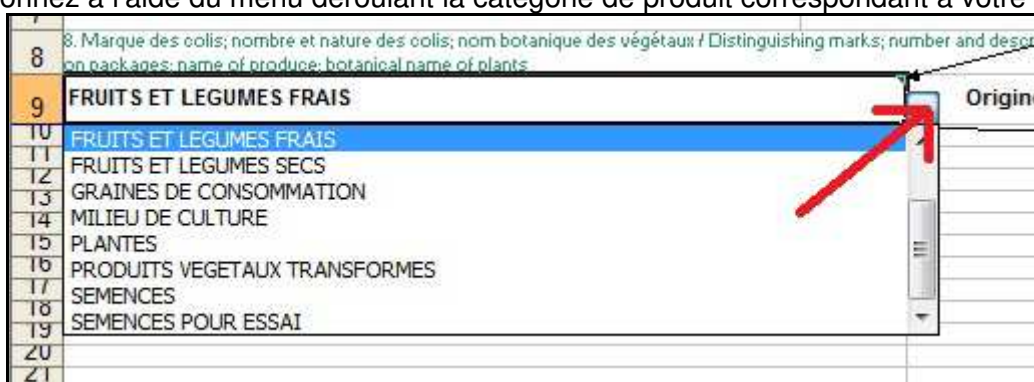 onnez à l'aide du menu déroulant la catégorie de produit correspondant à votre
8 8. Marque des colis; nombre et nature des colis; nom botanique des végétaux / Distinguishing marks; number and descr
on packages; name of produce; botanical name of plants
9 FRUITS ET LEGUMES FRAIS Origine
10 FRUITS ET LEGUMES FRAIS
11 FRUITS ET LEGUMES SECS
12
13 GRAINES DE CONSOMMATION
14 MILIEU DE CULTURE
15 PLANTES
16 PRODUITS VEGETAUX TRANSFORMES
17 SEMENCES
18
19 SEMENCES POUR ESSAI
20
21